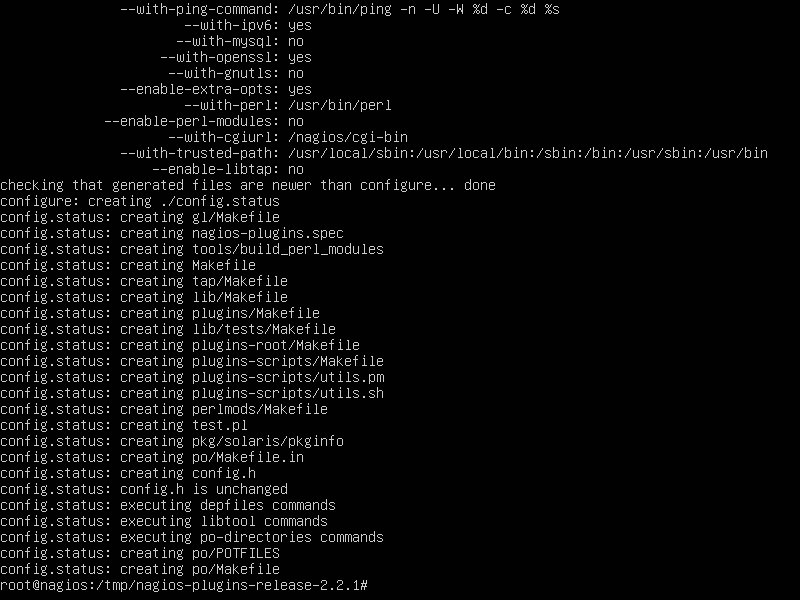 --with-ping-command: /usr/bin/ping -n -U -W %d -c %d %s
--with-ipv6: yes
--with-mysql: no
--with-openssl: yes
--with-gnutls: no
--enable-extra-opts: yes
--with-perl: /usr/bin/perl
--enable-perl-modules: no
--with-cgiurl: /nagios/cgi-bin
--with-trusted-path: /usr/local/sbin:/usr/local/bin:/sbin:/bin:/usr/sbin:/usr/bin
--enable-libtap: no
checking that generated files are newer than configure... done
configure: creating ./config.status
config.status: creating gl/Makefile
config.status: creating nagios-plugins.spec
config.status: creating tools/build_perl_modules
config.status: creating Makefile
config.status: creating tap/Makefile
config.status: creating lib/Makefile
config.status: creating plugins/Makefile
config.status: creating lib/tests/Makefile
config.status: creating plugins-root/Makefile
config.status: creating plugins-scripts/Makefile
config.status: creating plugins-scripts/utils.pm
config.status: creating plugins-scripts/utils.sh
config.status: creating perlmods/Makefile
config.status: creating test.pl
config.status: creating pkg/solaris/pkginfo
config.status: creating po/Makefile.in
config.status: creating config.h
config.status: config.h is unchanged
config.status: executing depfiles commands
config.status: executing libtool commands
config.status: executing po-directories commands
config.status: creating po/POTFILES
config.status: creating po/Makefile
root@nagios:/tmp/nagios-plugins-release-2.2.1#